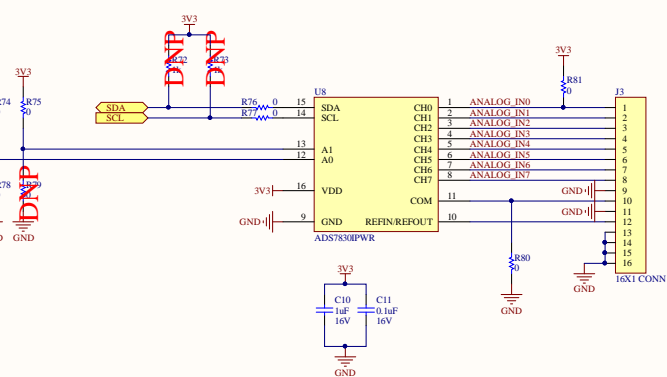 3V3
DNP
R72
1k
DNP
R73
1k
3V3
3V3
R81
0
J3
R74
R75
0
SDA
SCL
R76 0
R77 0
U8
15 SDA
14 SCL
13 A1
12 A0
16 VDD
9 GND
CH0 1 ANALOG_IN0
CH1 2 ANALOG_IN1
CH2 3 ANALOG_IN2
CH3 4 ANALOG_IN3
CH4 5 ANALOG_IN4
CH5 6 ANALOG_IN5
CH6 7 ANALOG_IN6
CH7 8 ANALOG_IN7
COM 11
REFIN/REFOUT 10
ADS7830IPWR
1
2
3
4
5
6
7
8
9
10
11
12
13
14
15
16
16X1 CONN
R78
DNP
R79
GND
3V3
GND
GND
GND
R80
0
GND
GND
3V3
C10
1uF
16V
C11
0.1uF
16V
GND